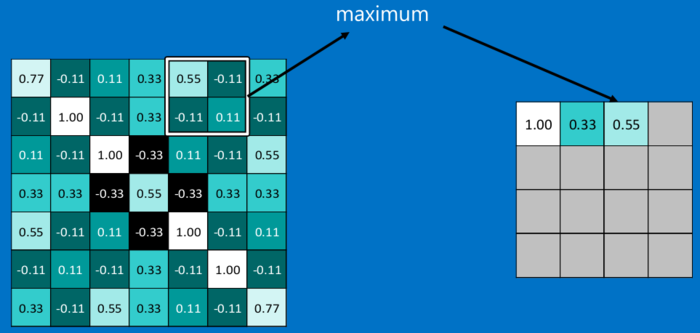 maximum
0.77 -0.11 0.11 0.33 0.55 -0.11 0.33
-0.11 1.00 -0.11 0.33 -0.11 0.11 -0.11
0.11 -0.11 1.00 -0.33 0.11 -0.11 0.55
0.33 0.33 -0.33 0.55 -0.33 0.33 0.33
0.55 -0.11 0.11 -0.33 1.00 -0.11 0.11
-0.11 0.11 -0.11 0.33 -0.11 1.00 -0.11
0.33 -0.11 0.55 0.33 0.11 -0.11 0.77
1.00 0.33 0.55